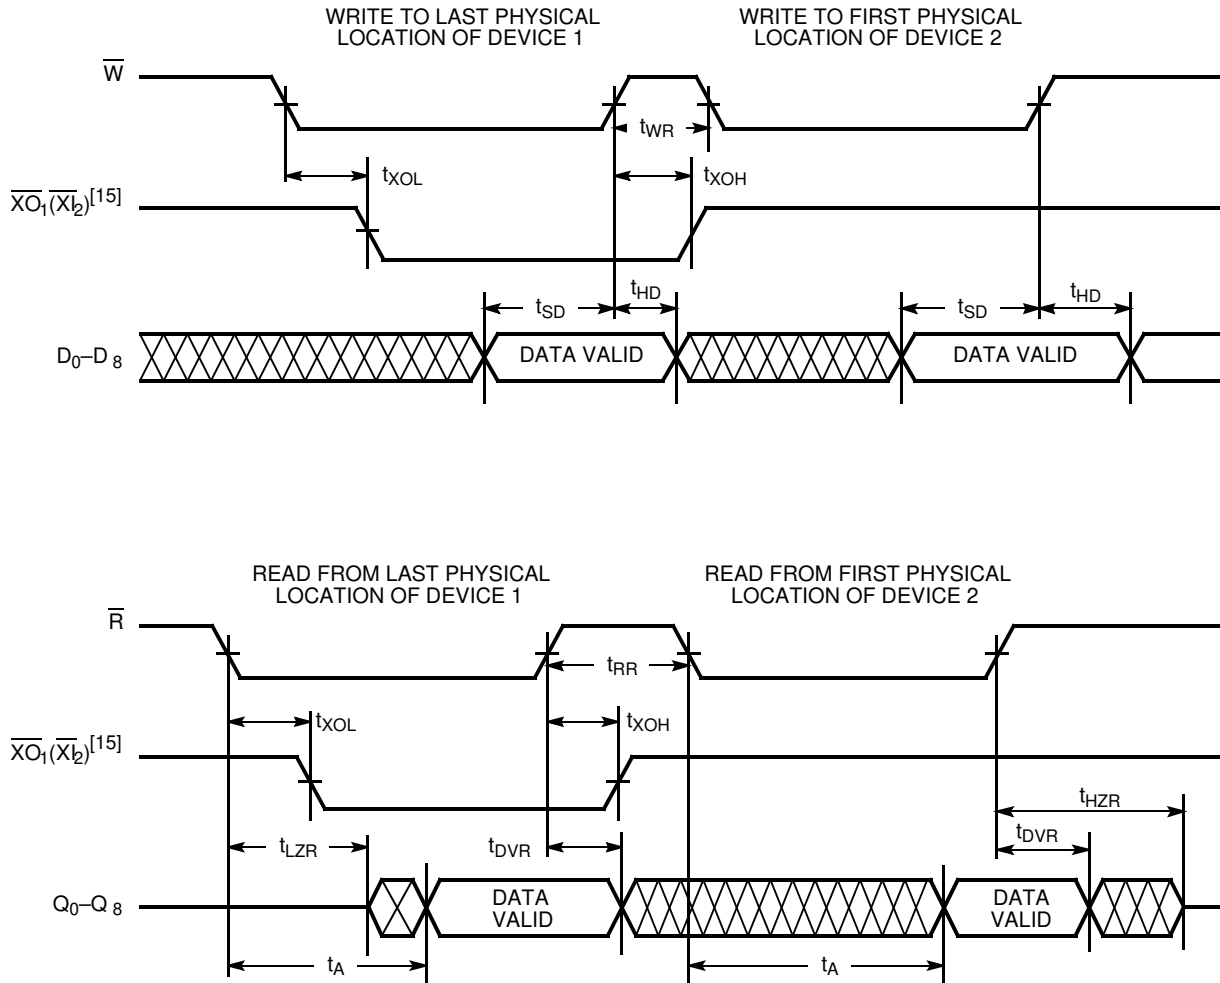 WRITE TO LAST PHYSICAL
LOCATION OF DEVICE 1
WRITE TO FIRST PHYSICAL
LOCATION OF DEVICE 2
W
tWR
tXOL
tXOH
XO1(XI2)[15]
tHD
tSD
tSD
tHD
D0–D 8
DATA VALID
DATA VALID
READ FROM LAST PHYSICAL
LOCATION OF DEVICE 1
READ FROM FIRST PHYSICAL
LOCATION OF DEVICE 2
R
tRR
tXOL
tXOH
XO1(XI2)[15]
tHZR
tLZR
tDVR
tDVR
Q0–Q 8
DATA
VALID
DATA
VALID
tA
tA